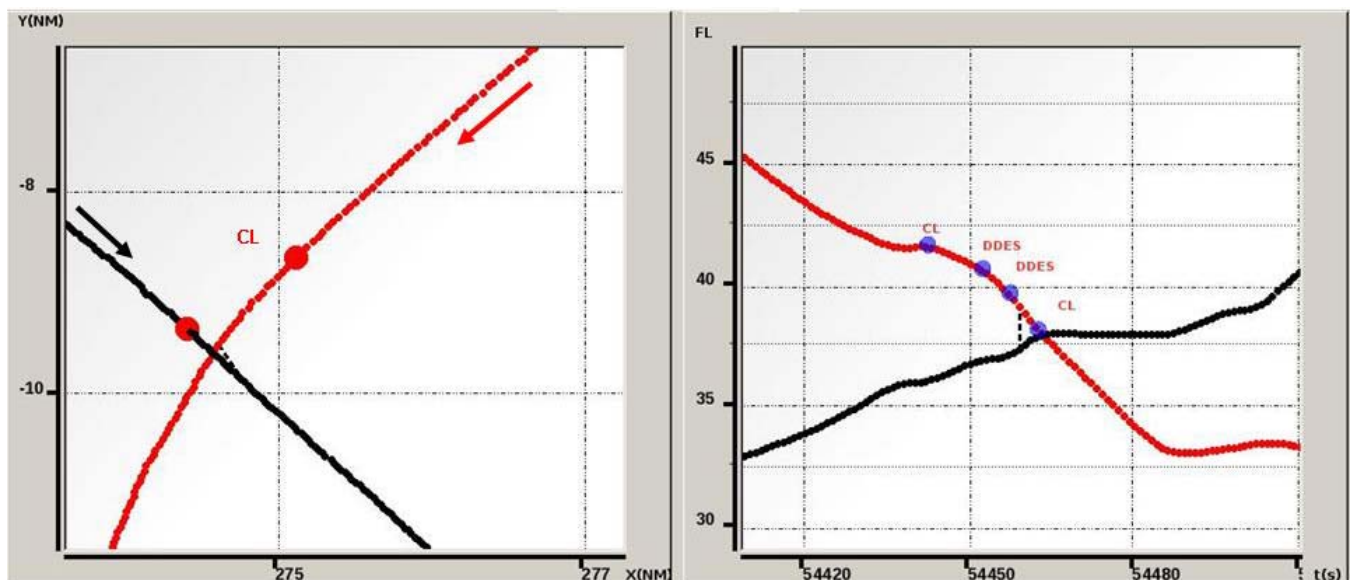 Y(NM)
-8
-10
CL
275
277
X(NM)
FL
45
40
35
30
CL
DDES
DDES
CL
54420
54450
54480
t(s)